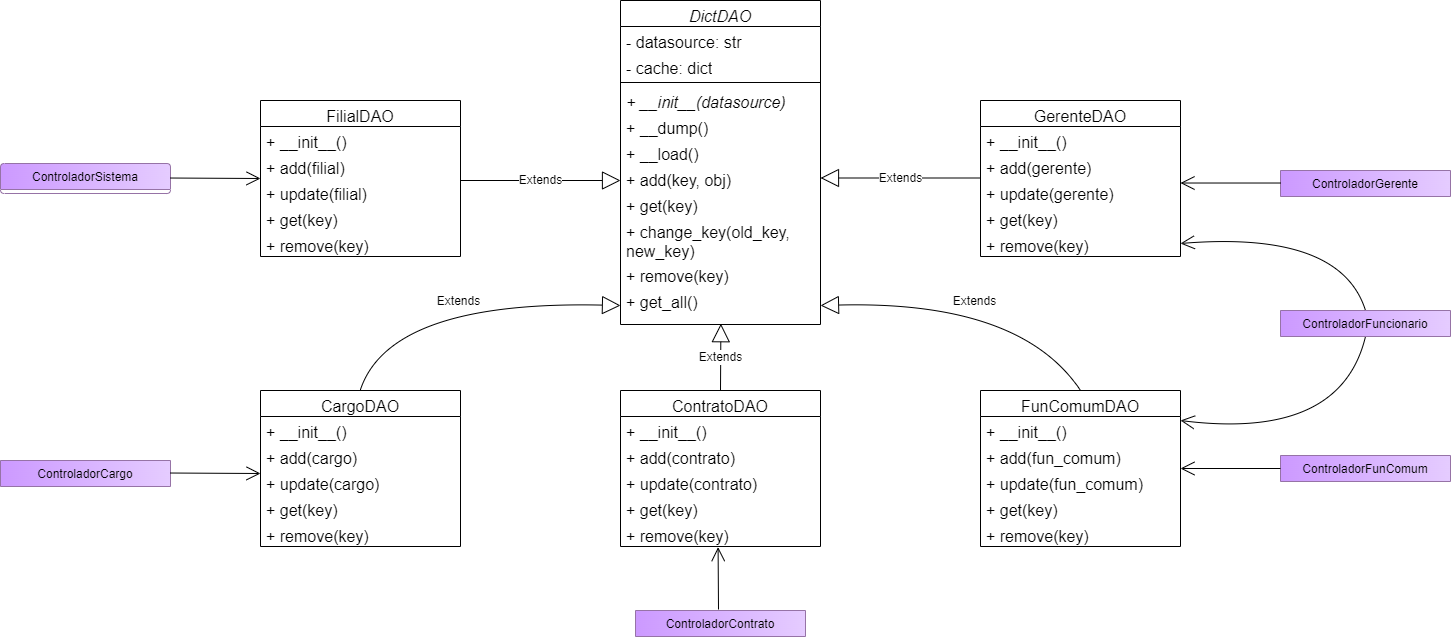 DictDAO
- datasource: str
- cache: dict
+ __init__(datasource)
+ __dump()
+ __load()
+ add(key, obj)
+ get(key)
+ change_key(old_key,
new_key)
+ remove(key)
+ get_all()
FilialDAO
+ __init__()
+ add(filial)
+ update(filial)
+ get(key)
+ remove(key)
GerenteDAO
+ __init__()
+ add(gerente)
+ update(gerente)
+ get(key)
+ remove(key)
ControladorSistema
Extends
Extends
ControladorGerente
Extends
Extends
ControladorFuncionario
Extends
CargoDAO
+ __init__()
+ add(cargo)
+ update(cargo)
+ get(key)
+ remove(key)
ContratoDAO
+ __init__()
+ add(contrato)
+ update(contrato)
+ get(key)
+ remove(key)
FunComumDAO
+ __init__()
+ add(fun_comum)
+ update(fun_comum)
+ get(key)
+ remove(key)
ControladorCargo
ControladorFunComum
ControladorContrato